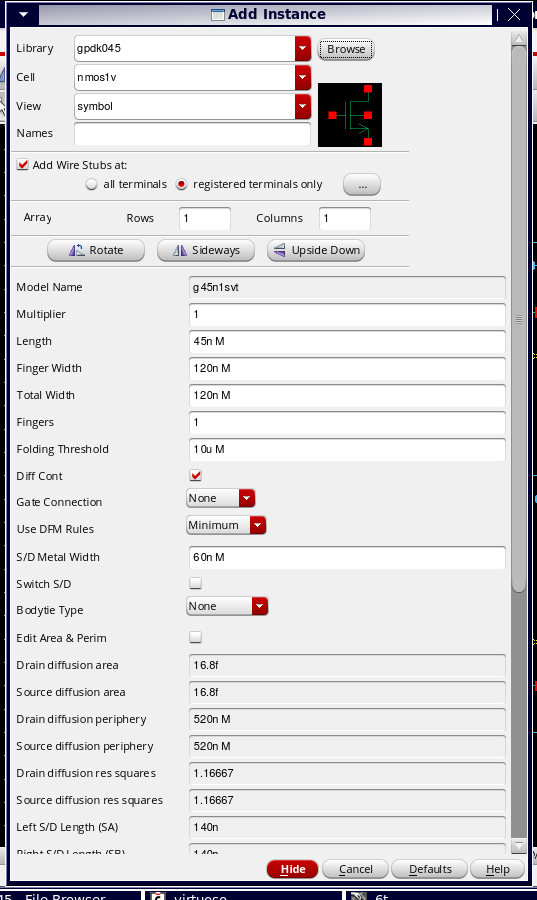 Add Instance
Library gpdk045 Browse
Cell nmos1v
View symbol
Names
Add Wire Stubs at:
all terminals registered terminals only ...
Array Rows 1 Columns 1
Rotate Sideways Upside Down
Model Name g45n1svt
Multiplier 1
Length 45n M
Finger Width 120n M
Total Width 120n M
Fingers 1
Folding Threshold 10u M
Diff Cont
Gate Connection None
Use DFM Rules Minimum
S/D Metal Width 60n M
Switch S/D
Bodytie Type None
Edit Area & Perim
Drain diffusion area 16.8f
Source diffusion area 16.8f
Drain diffusion periphery 520n M
Source diffusion periphery 520n M
Drain diffusion res squares 1.16667
Source diffusion res squares 1.16667
Left S/D Length (SA) 140n
Right S/D Length (SB) 140n
Hide Cancel Defaults Help
15 File Browser virtuoso 6t